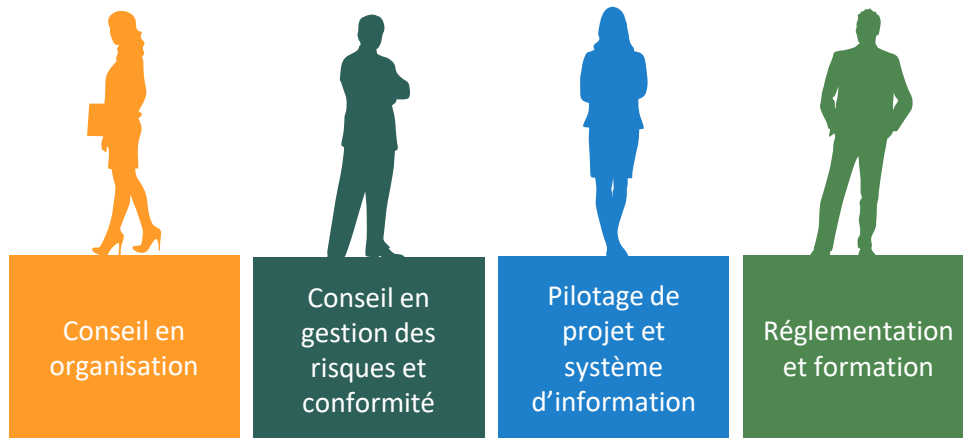 Conseil en
organisation
Conseil en
gestion des
risques et
conformité
Pilotage de
projet et
système
d’information
Réglementation
et formation